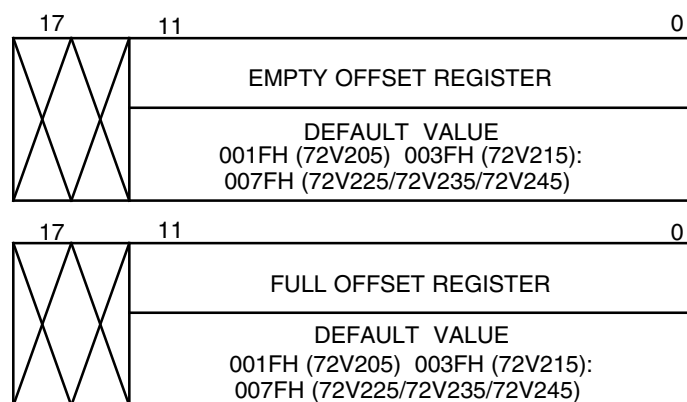 17 11 0
EMPTY OFFSET REGISTER
DEFAULT VALUE
001FH (72V205) 003FH (72V215):
007FH (72V225/72V235/72V245)
17 11 0
FULL OFFSET REGISTER
DEFAULT VALUE
001FH (72V205) 003FH (72V215):
007FH (72V225/72V235/72V245)